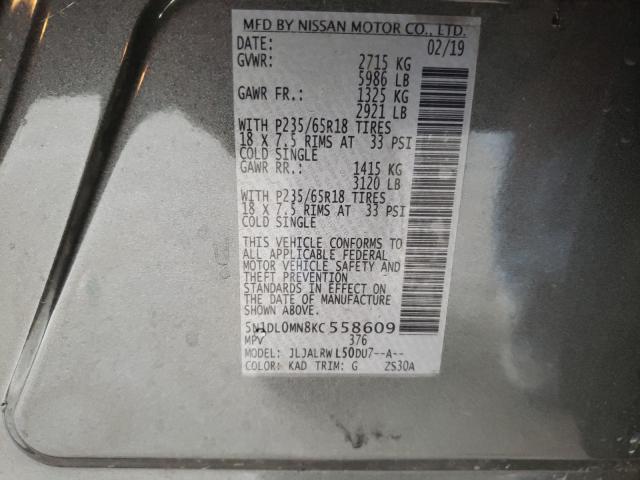 MFD BY NISSAN MOTOR CO., LTD.
DATE: 02/19
GVWR: 2715 KG
5986 LB
GAWR FR.: 1325 KG
2921 LB
WITH P235/65R18 TIRES
18 X 7.5 RIMS AT 33 PSI
COLD SINGLE
GAWR RR.: 1415 KG
3120 LB
WITH P235/65R18 TIRES
18 X 7.5 RIMS AT 33 PSI
COLD SINGLE
THIS VEHICLE CONFORMS TO
ALL APPLICABLE FEDERAL
MOTOR VEHICLE SAFETY AND
THEFT PREVENTION
STANDARDS IN EFFECT ON
THE DATE OF MANUFACTURE
SHOWN ABOVE.
5N1DL0MN8KC558609
MPV 376
MODEL: JLJALRWL50DU7--A--
COLOR: KAD TRIM: G ZS30A